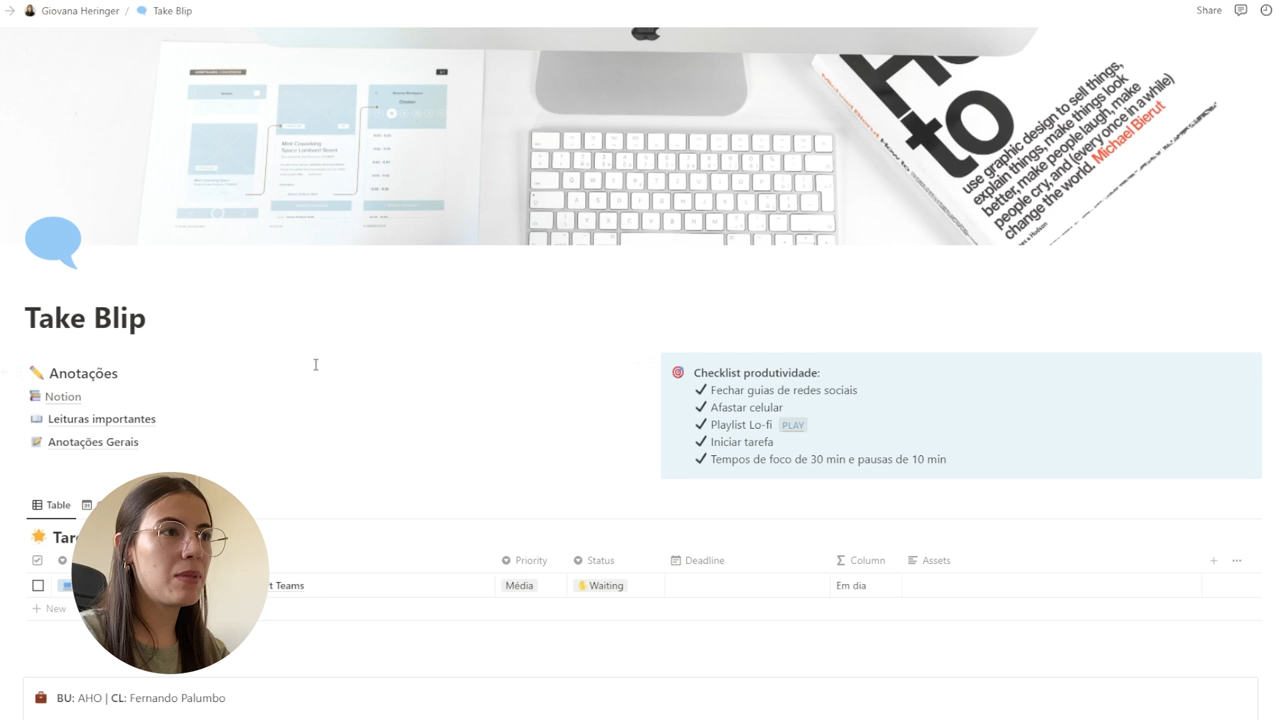 Giovana Heringer / Take Blip
Share
How to
use graphic design to sell things,
explain things, make things look
better, make people laugh, make
people cry, and (every once in a while)
change the world. Michael Bierut
Take Blip
Anotações
Notion
Leituras importantes
Anotações Gerais
Checklist produtividade:
Fechar guias de redes sociais
Afastar celular
Playlist Lo-fi PLAY
Iniciar tarefa
Tempos de foco de 30 min e pausas de 10 min
Table
Priority Status Deadline Column Assets
Teams Média Waiting Em dia
New
BU: AHO | CL: Fernando Palumbo